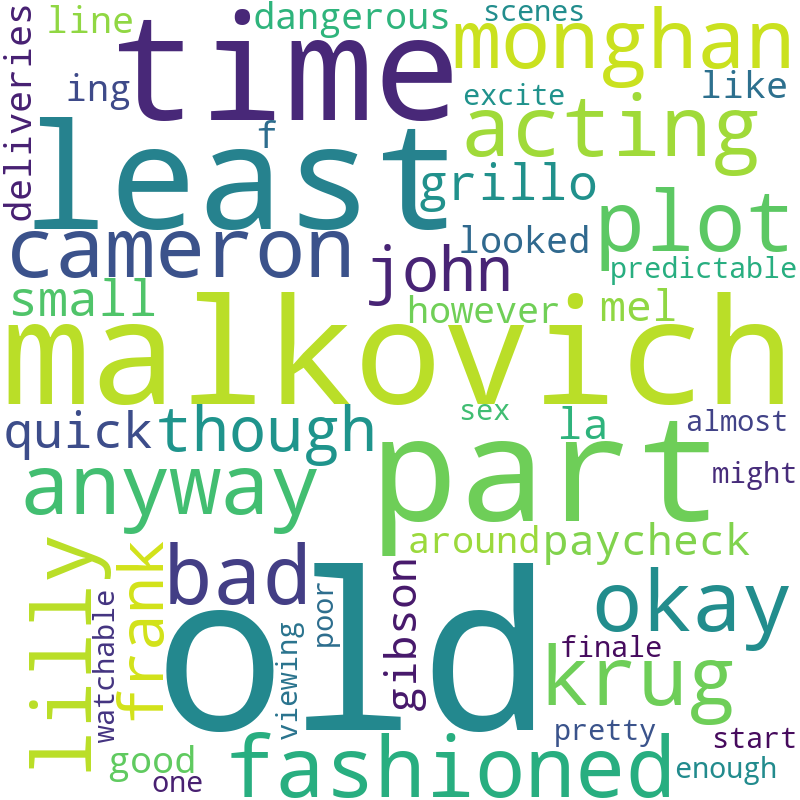 deliveries
line
time
dangerous
scenes
monghan
ing
f
excite
like
acting
least
grillo
plot
cameron
john
looked
predictable
small
however
mel
malkovich
quick
though
sex
la
almost
anyway
part
might
around
paycheck
lilly
frank
bad
old
gibson
okay
watchable
viewing
poor
finale
krug
good
one
fashioned
pretty
start
enough